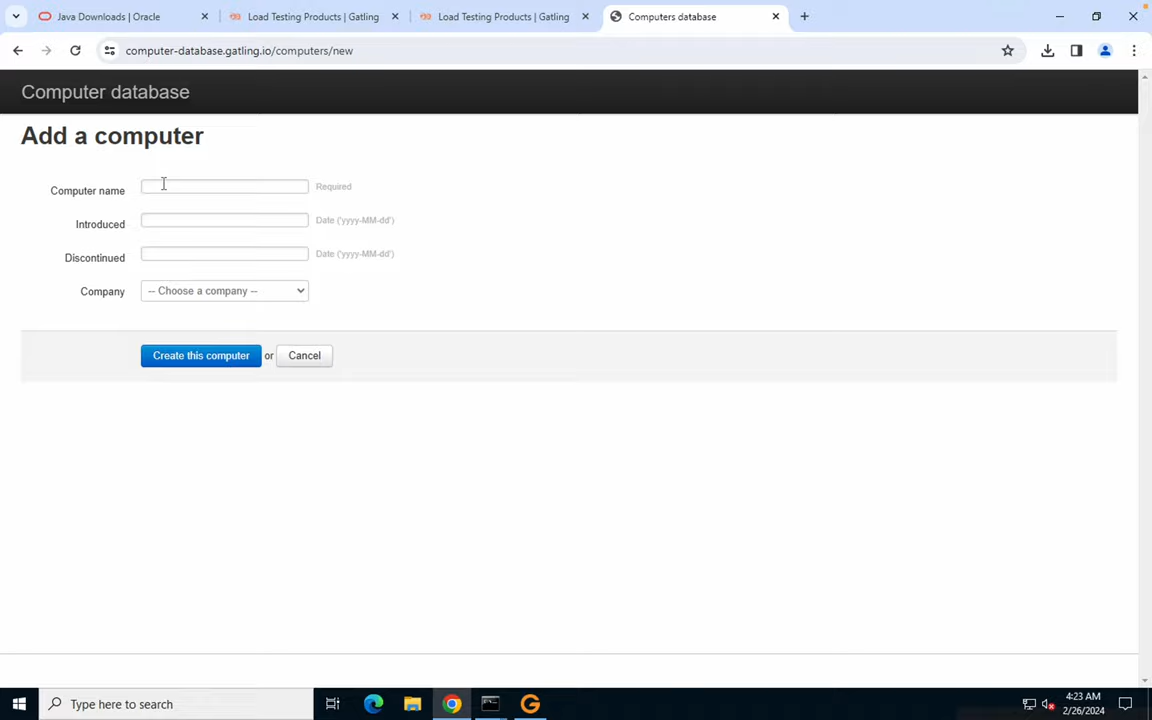 Java Downloads | Oracle
Load Testing Products | Gatling
Load Testing Products | Gatling
Computers database
computer-database.gatling.io/computers/new
Computer database
Add a computer
Computer name
Required
Introduced
Date ('yyyy-MM-dd')
Discontinued
Date ('yyyy-MM-dd')
Company
-- Choose a company --
Create this computer or Cancel
Type here to search
4:23 AM
2/26/2024